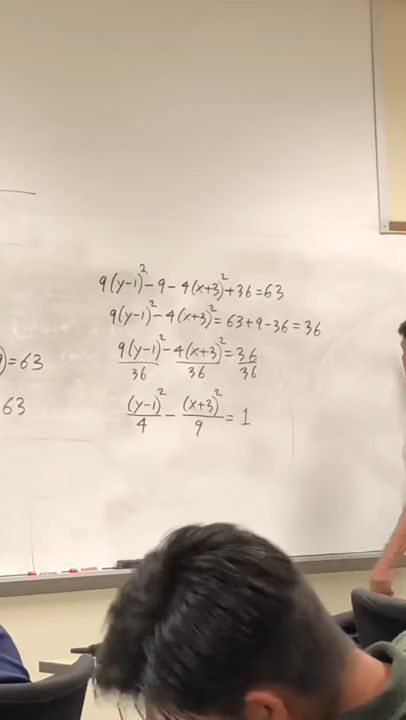 9(y-1)²-9-4(x+3)²+36=63
9(y-1)²-4(x+3)²=63+9-36=36
)=63
9(y-1)²/36-4(x+3)²/36=36/36
63
(y-1)²/4-(x+3)²/9=1